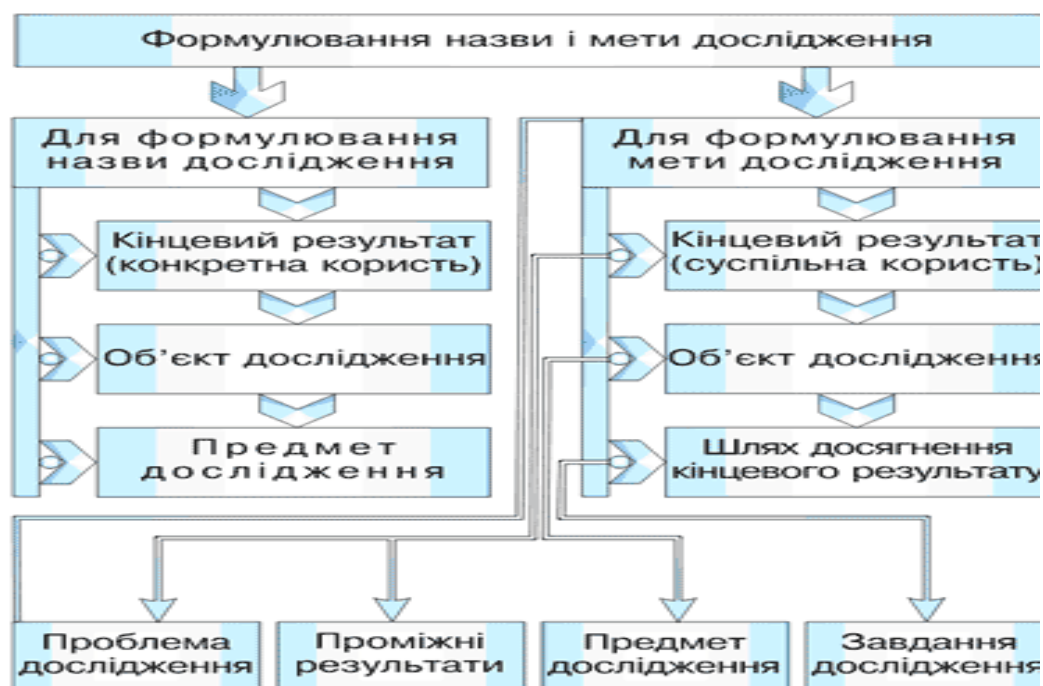 Формулювання назви і мети дослідження
Для формулювання
назви дослідження
Кінцевий результат
(конкретна користь)
Об’єкт дослідження
Предмет
дослідження
Для формулювання
мети дослідження
Кінцевий результат
(суспільна користь)
Об’єкт дослідження
Шлях досягнення
кінцевого результату
Проблема
дослідження
Проміжні
результати
Предмет
дослідження
Завдання
дослідження